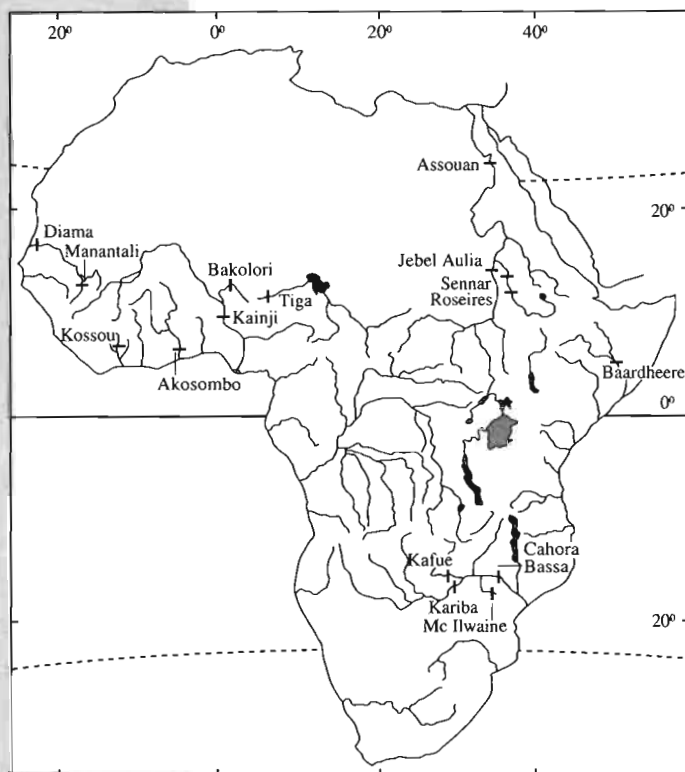 20º 0º 20º 40º
Assouan
20º
Diama
Manantali
Jebel Aulia
Bakolori
Sennar
Tiga
Roseires
Kainji
Kossou
Baardheere
Akosombo
0º
Cahora
Bassa
Kafue
Kariba
Mc Ilwaine
20º